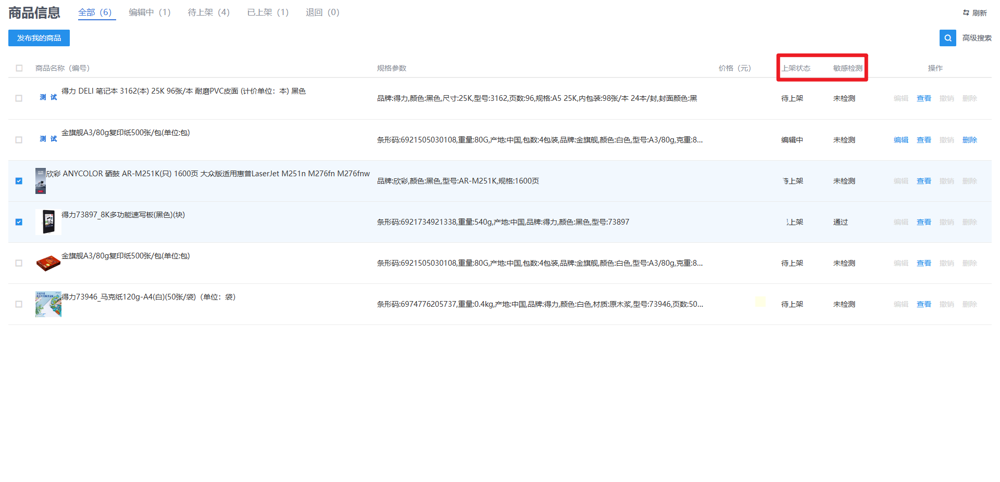 商品信息 全部（6） 编辑中（1） 待上架（4） 已上架（1） 退回（0） 刷新
发布我的商品 高级搜索
商品名称（编号） 规格参数 价格（元） 上架状态 敏感检测 操作
测 试 得力 DELI 笔记本 3162(本) 25K 96张/本 耐磨PVC皮面 (计价单位：本) 黑色 品牌:得力,颜色:黑色,尺寸:25K,型号:3162,页数:96,规格:A5 25K,内包装:98张/本 24本/封,封面颜色:黑 待上架 未检测 编辑 查看 撤销 删除
测 试 金旗舰A3/80g复印纸500张/包(单位:包) 条形码:6921505030108,重量:80G,产地:中国,包数:4包装,品牌:金旗舰,颜色:白色,型号:A3/80g,克重:8... 编辑中 未检测 编辑 查看 撤销 删除
欣彩 ANYCOLOR 硒鼓 AR-M251K(只) 1600页 大众版适用惠普LaserJet M251n M276fn M276fnw 品牌:欣彩,颜色:黑色,型号:AR-M251K,规格:1600页 待上架 未检测 编辑 查看 撤销 删除
得力73897_8K多功能速写板(黑色)(块) 条形码:6921734921338,重量:540g,产地:中国,品牌:得力,颜色:黑色,型号:73897 上架 通过 编辑 查看 撤销 删除
金旗舰A3/80g复印纸500张/包(单位:包) 条形码:6921505030108,重量:80G,产地:中国,包数:4包装,品牌:金旗舰,颜色:白色,型号:A3/80g,克重:8... 待上架 未检测 编辑 查看 撤销 删除
得力73946_马克纸120g-A4(白)(50张/袋)（单位：袋） 条形码:6974776205737,重量:0.4kg,产地:中国,品牌:得力,颜色:白色,材质:原木浆,型号:73946,页数:50... 待上架 未检测 编辑 查看 撤销 删除